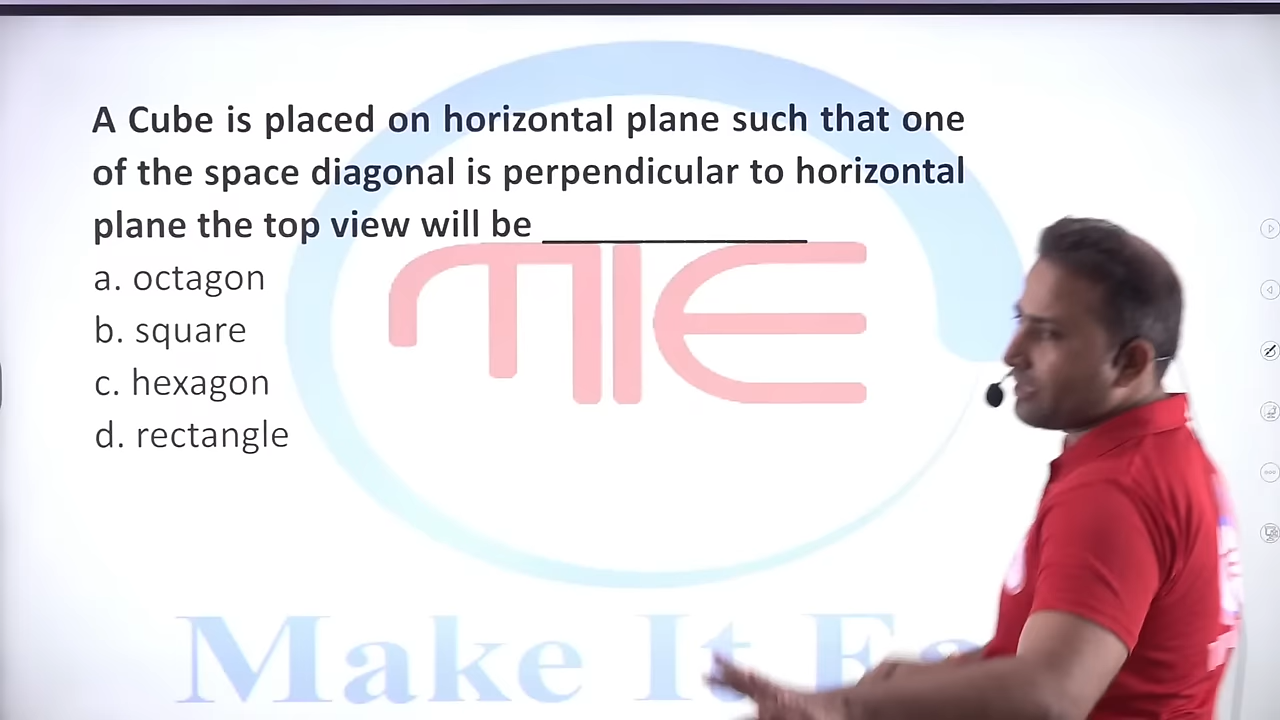 A Cube is placed on horizontal plane such that one
of the space diagonal is perpendicular to horizontal
plane the top view will be ______________
a. octagon
b. square
c. hexagon
d. rectangle
MIE
Make It Ea